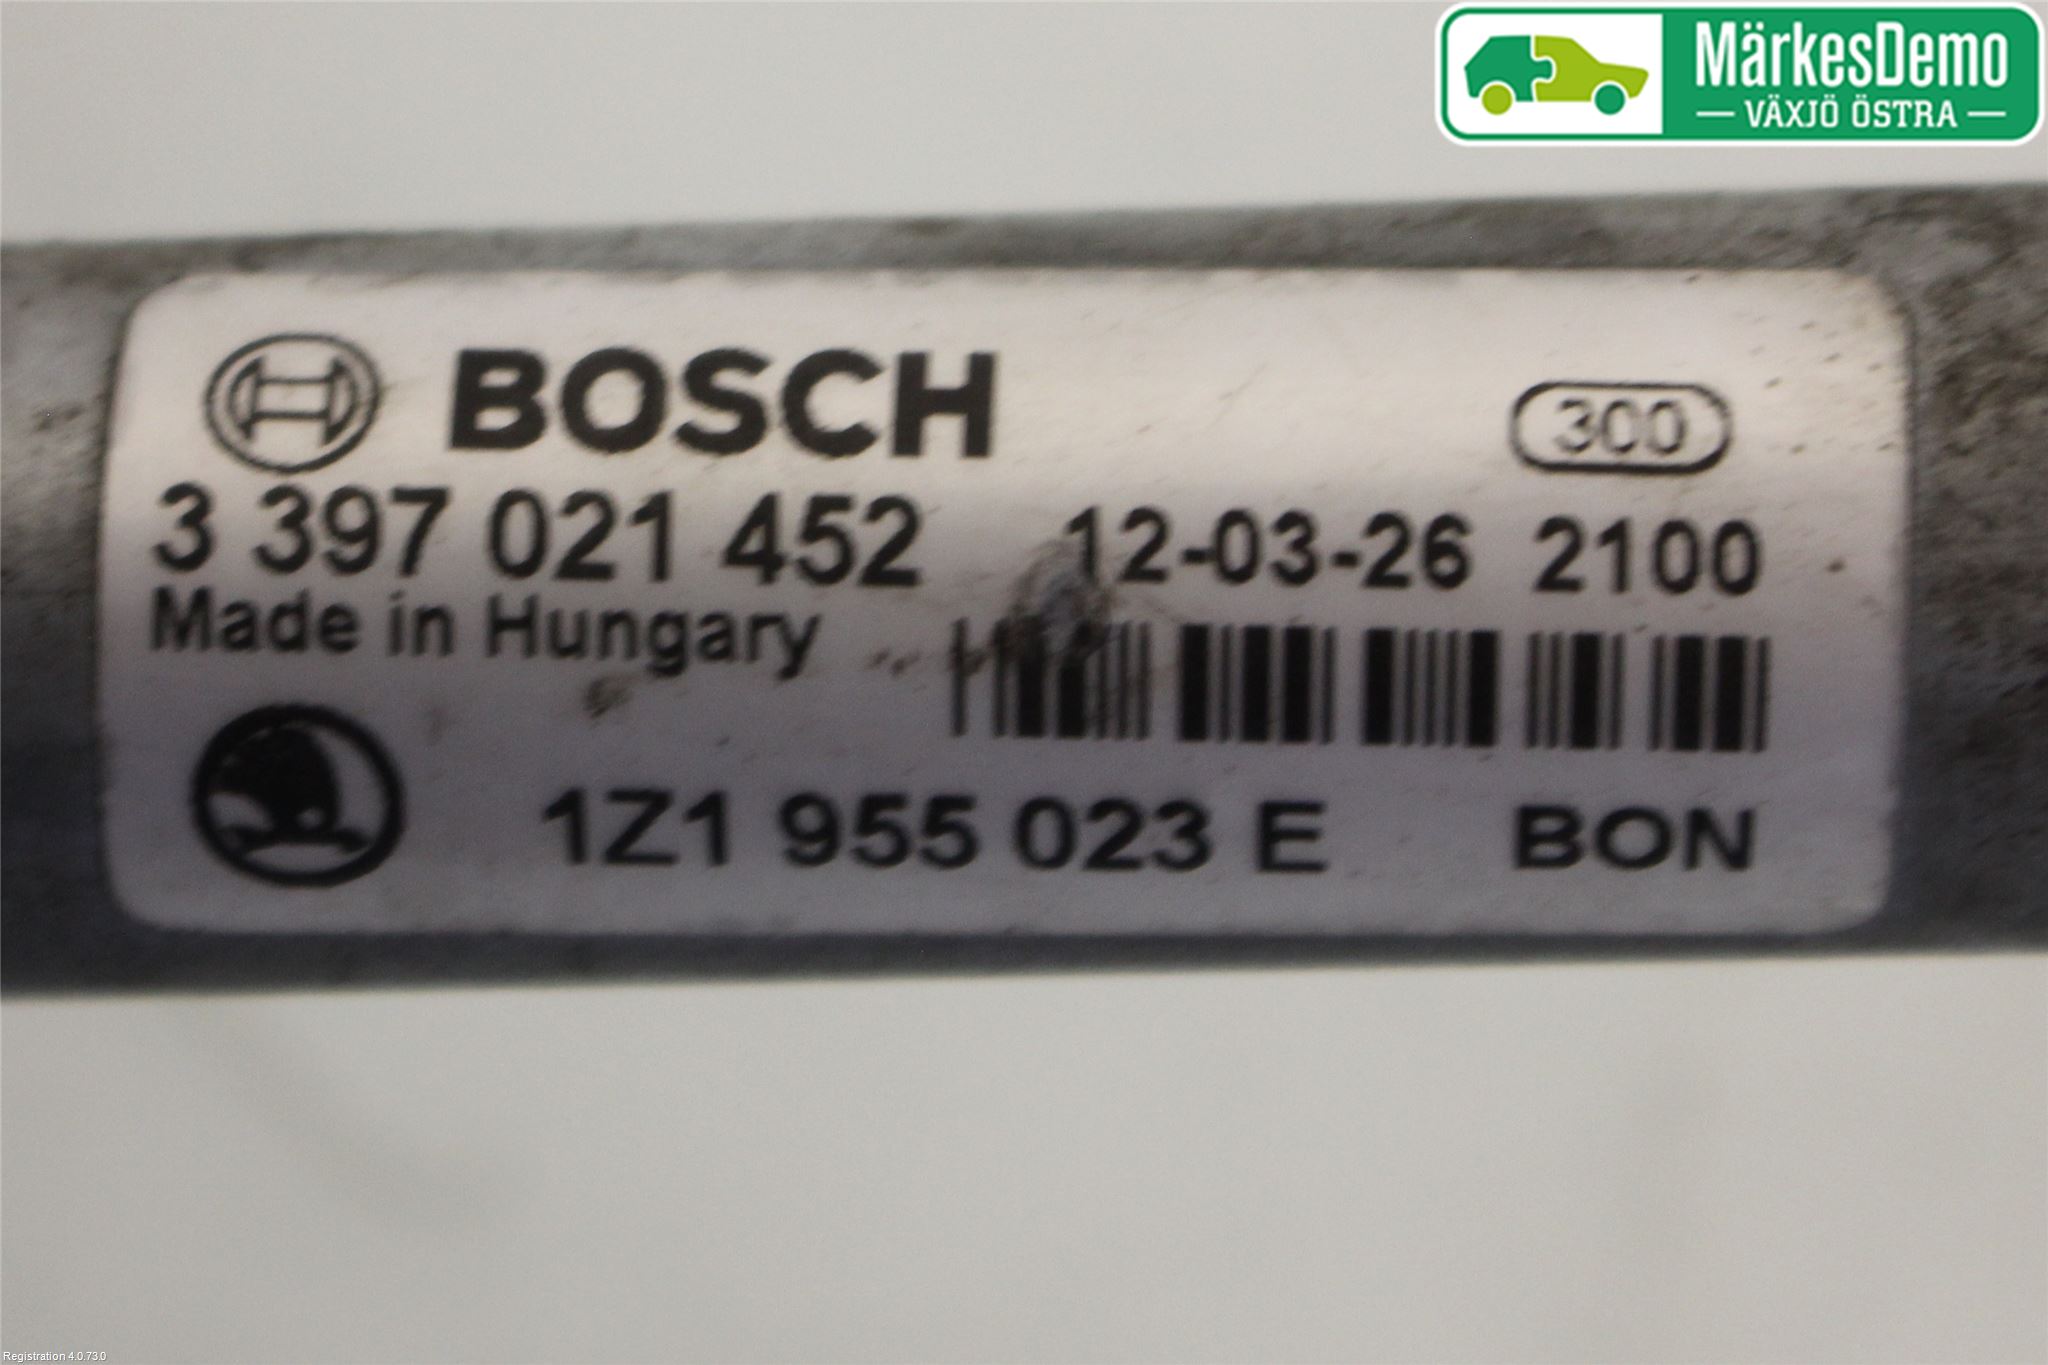 MärkesDemo
VÄXJÖ ÖSTRA
BOSCH
300
3 397 021 452 12-03-26 2100
Made in Hungary
1Z1 955 023 E BON
Registration 4.0.73.0